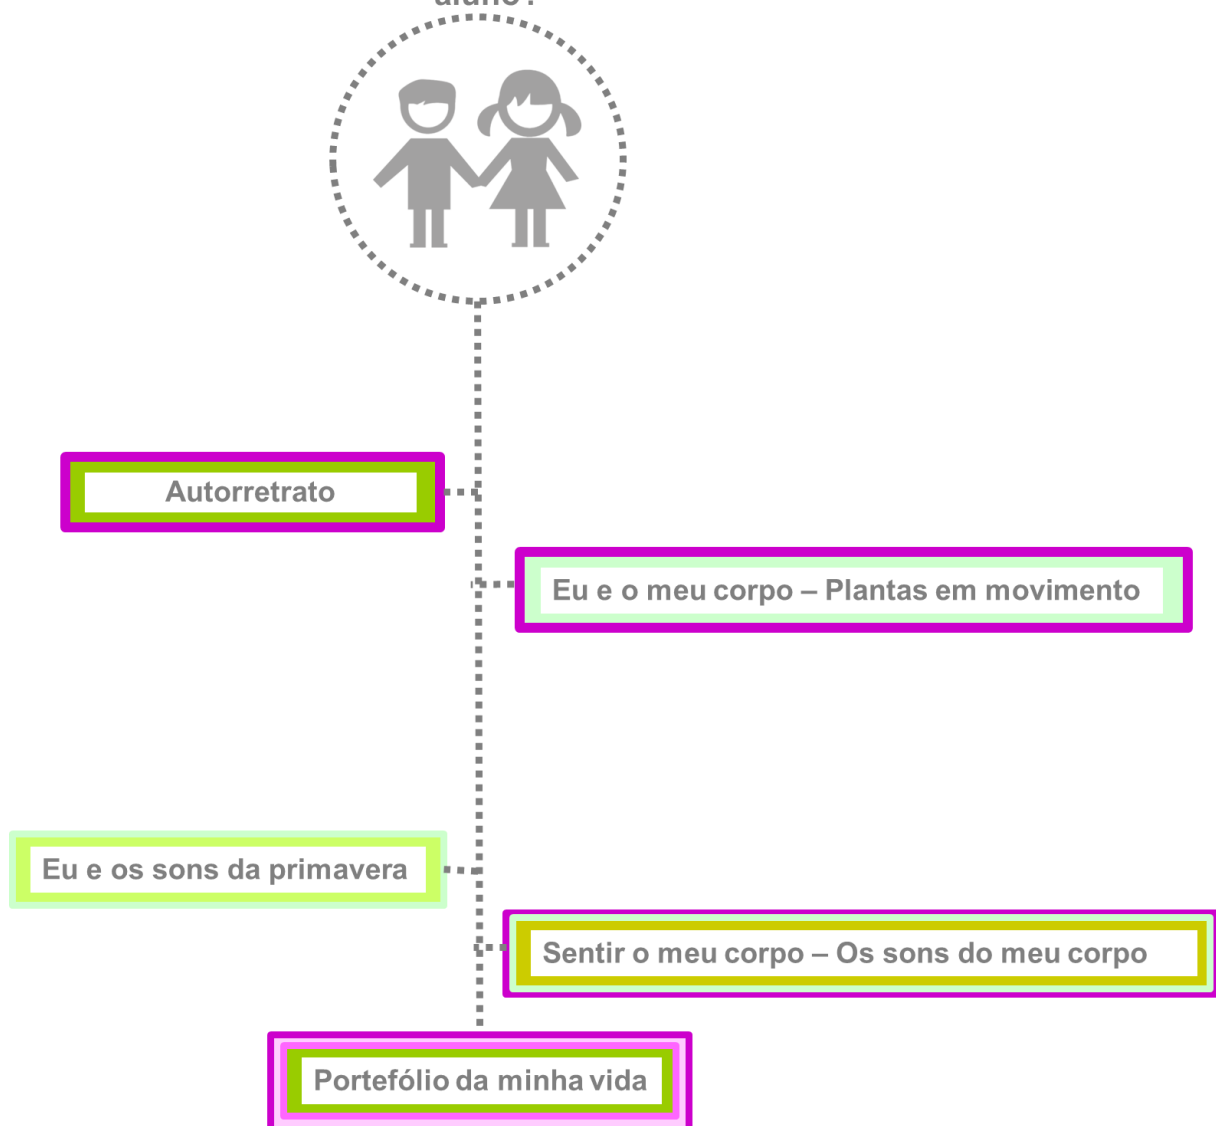 aluno?
Autorretrato
Eu e o meu corpo – Plantas em movimento
Eu e os sons da primavera
Sentir o meu corpo – Os sons do meu corpo
Portefólio da minha vida